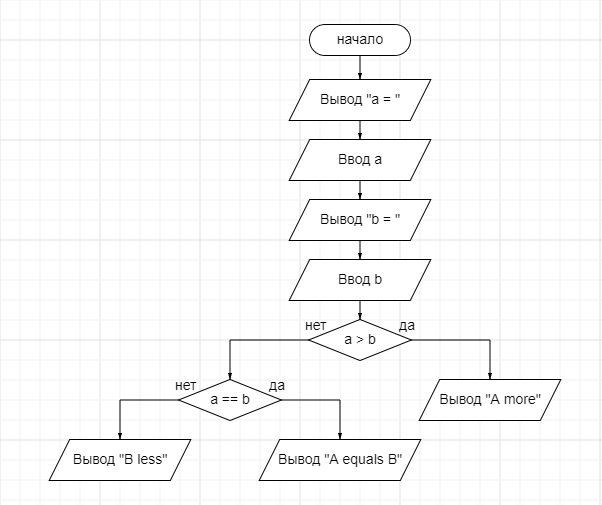 начало
Вывод "a = "
Ввод a
Вывод "b = "
Ввод b
нет
да
a > b
нет
да
a == b
Вывод "A more"
Вывод "B less"
Вывод "A equals B"